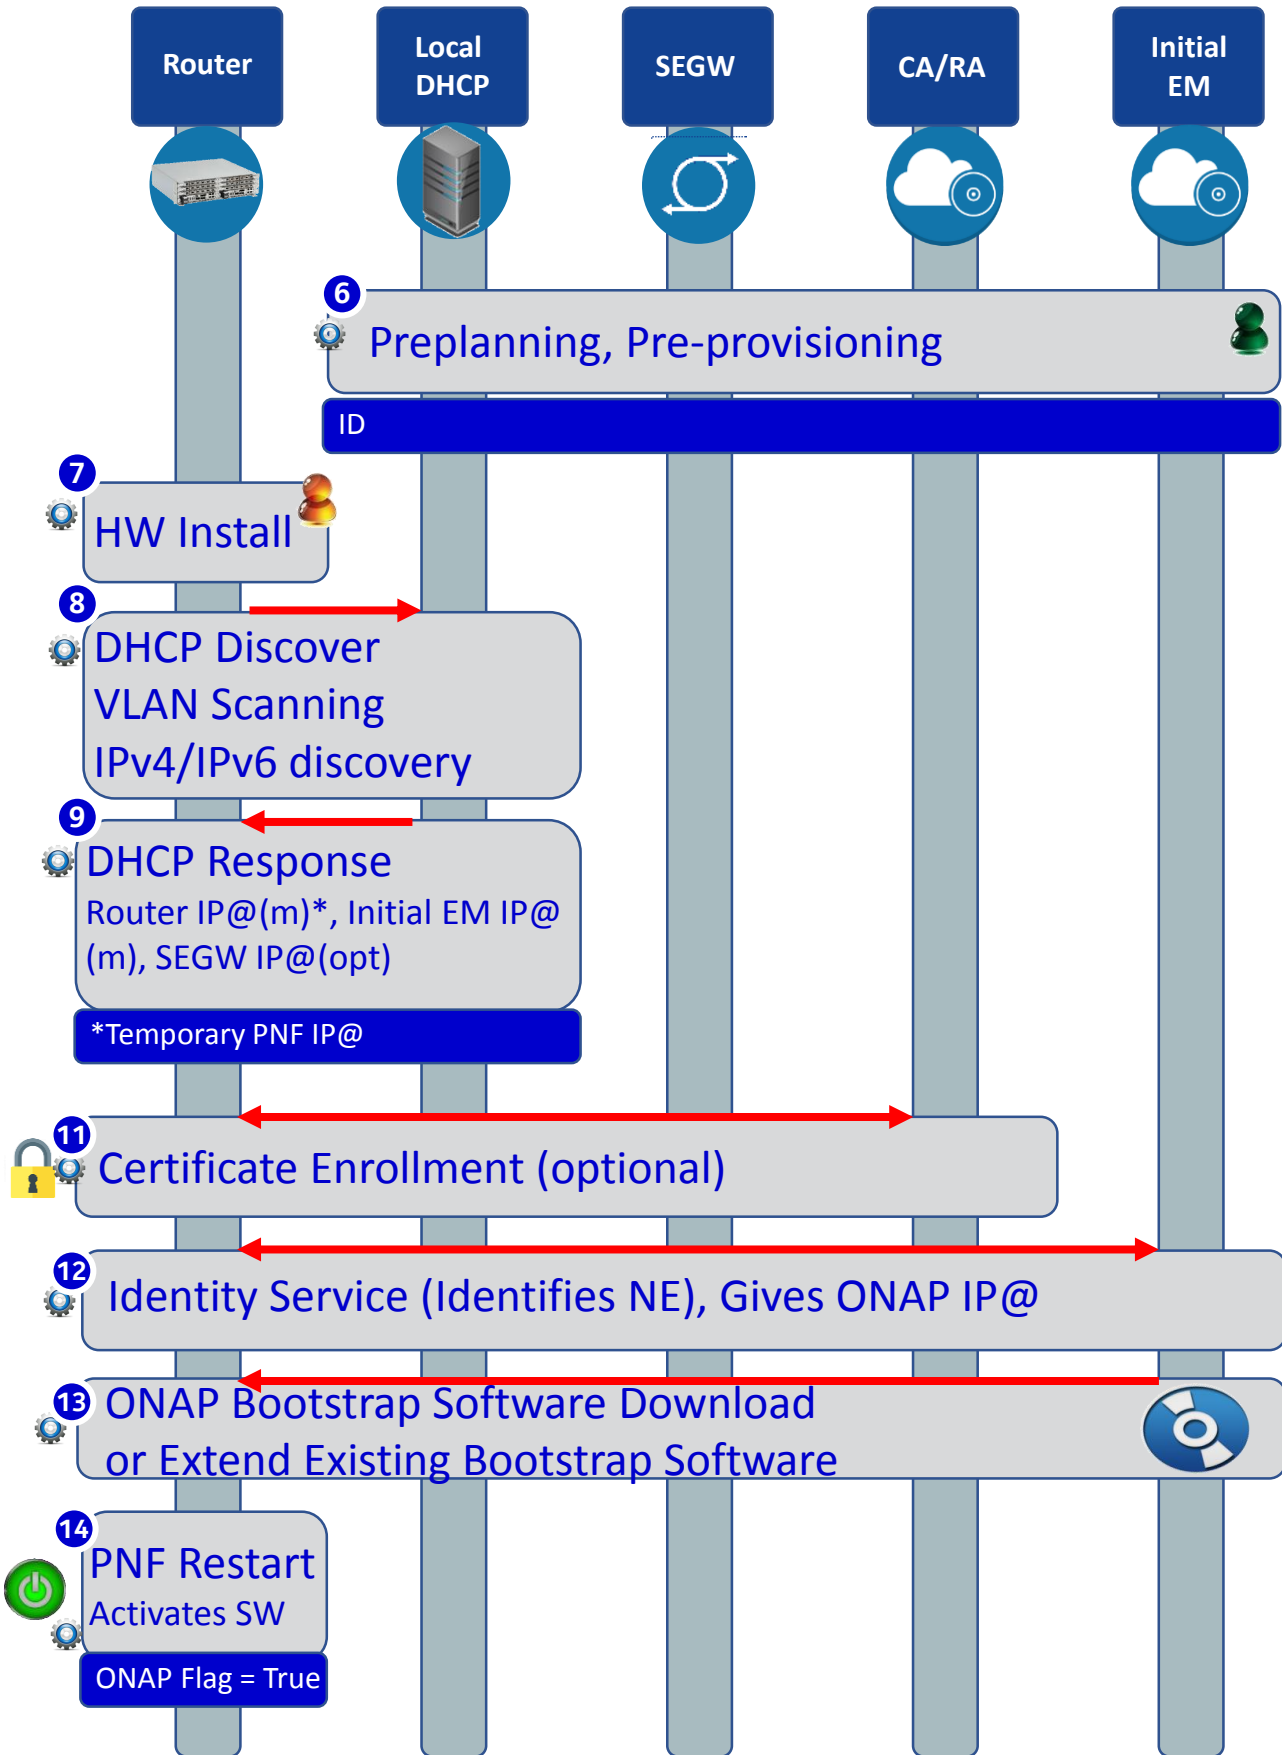 Router
Local
DHCP
SEGW
CA/RA
Initial
EM
6
Preplanning, Pre-provisioning
ID
7
HW Install
8
DHCP Discover
VLAN Scanning
IPv4/IPv6 discovery
9
DHCP Response
Router IP@(m)*, Initial EM IP@
(m), SEGW IP@(opt)
*Temporary PNF IP@
11
Certificate Enrollment (optional)
12
Identity Service (Identifies NE), Gives ONAP IP@
13
ONAP Bootstrap Software Download
or Extend Existing Bootstrap Software
14
PNF Restart
Activates SW
ONAP Flag = True